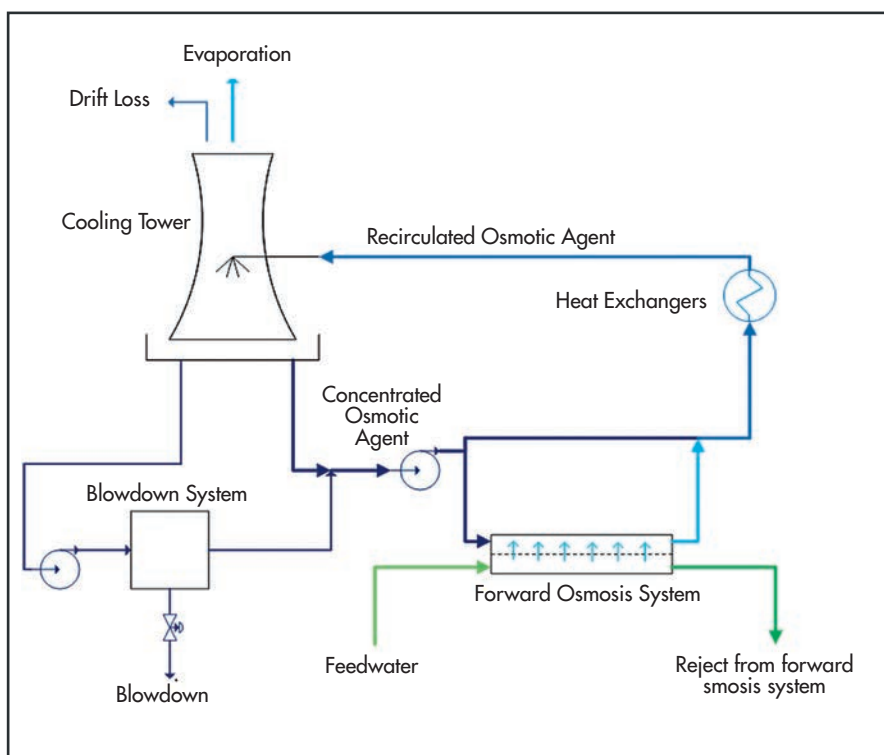 Evaporation
Drift Loss
Cooling Tower
Recirculated Osmotic Agent
Heat Exchangers
Concentrated
Osmotic
Agent
Blowdown System
Forward Osmosis System
Feedwater
Reject from forward
smosis system
Blowdown